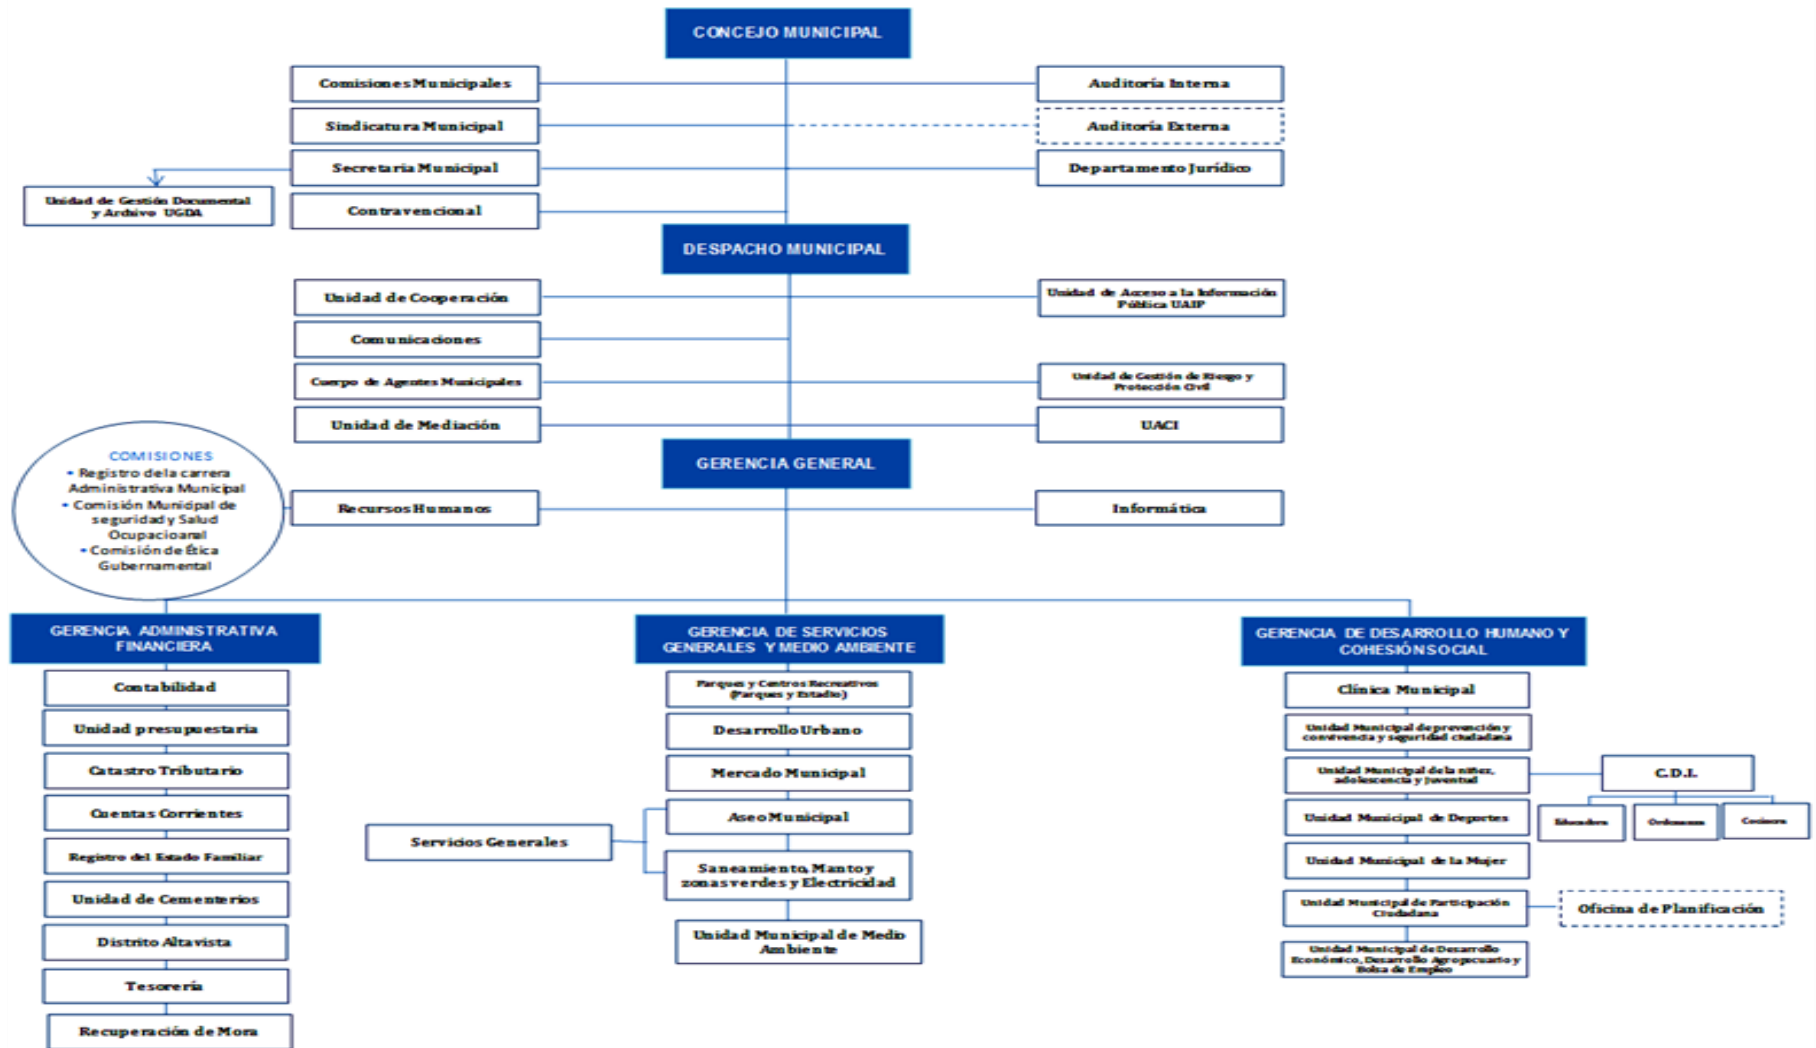 CONCEJO MUNICIPAL
Comisiones Municipales
Auditoría Interna
Sindicatura Municipal
Auditoría Externa
Secretaria Municipal
Departamento Jurídico
Unidad de Gestión Documental
y Archivo UGDA
Contravencional
DESPACHO MUNICIPAL
Unidad de Cooperación
Unidad de Acceso a la Información
Pública UAIP
Comunicaciones
Cuerpo de Agentes Municipales
Unidad de Gestión de Riesgo y
Protección Civil
Unidad de Mediación
UACI
GERENCIA GENERAL
COMISIONES
• Registro de la carrera
Administrativa Municipal
• Comisión Municipal de
seguridad y Salud
Ocupacioanal
• Comisión de Ética
Gubernamental
Recursos Humanos
Informática
GERENCIA ADMINISTRATIVA
FINANCIERA
Contabilidad
Unidad presupuestaria
Catastro Tributario
Cuentas Corrientes
Registro del Estado Familiar
Unidad de Cementerios
Distrito Altavista
Tesorería
Recuperación de Mora
GERENCIA DE SERVICIOS
GENERALES Y MEDIO AMBIENTE
Parques y Centros Recreativos
(Parques y Estadio)
Desarrollo Urbano
Mercado Municipal
Aseo Municipal
Servicios Generales
Saneamiento, Manto y
zonas verdes y Electricidad
Unidad Municipal de Medio
Ambiente
GERENCIA DE DESARROLLO HUMANO Y
COHESIÓN SOCIAL
Clínica Municipal
Unidad Municipal de prevención y
convivencia y seguridad ciudadana
Unidad Municipal de la niñez,
adolescencia y juventud
C.D.I.
Educadora
Ordenanza
Cocinera
Unidad Municipal de Deportes
Unidad Municipal de la Mujer
Unidad Municipal de Participación
Ciudadana
Oficina de Planificación
Unidad Municipal de Desarrollo
Económico, Desarrollo Agropecuario y
Bolsa de Empleo